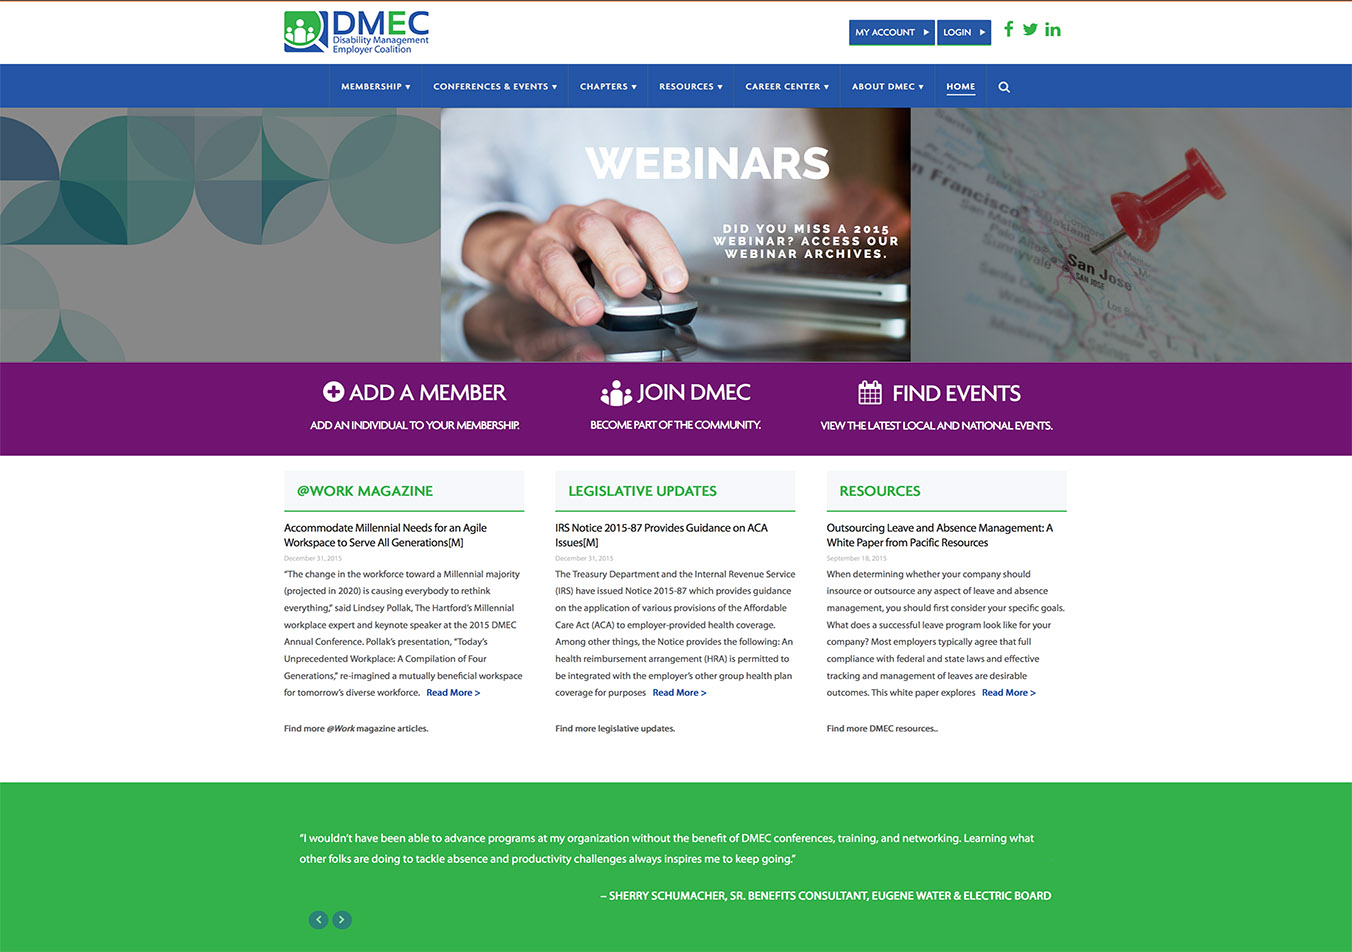 DMEC
Disability Management
Employer Coalition
MY ACCOUNT
LOGIN
MEMBERSHIP
CONFERENCES & EVENTS
CHAPTERS
RESOURCES
CAREER CENTER
ABOUT DMEC
HOME
WEBINARS
DID YOU MISS A 2015
WEBINAR? ACCESS OUR
WEBINAR ARCHIVES.
San Francisco
San Mateo
Oakland
Concord
Palo Alto
Sunnyvale
San Jose
SAN JOSE
Santa Cruz
Watsonville
Monterey
Salinas
ADD A MEMBER
ADD AN INDIVIDUAL TO YOUR MEMBERSHIP.
JOIN DMEC
BECOME PART OF THE COMMUNITY.
FIND EVENTS
VIEW THE LATEST LOCAL AND NATIONAL EVENTS.
@WORK MAGAZINE
Accommodate Millennial Needs for an Agile
Workspace to Serve All Generations[M]
December 31, 2015
“The change in the workforce toward a Millennial majority
(projected in 2020) is causing everybody to rethink
everything,” said Lindsey Pollak, The Hartford’s Millennial
workplace expert and keynote speaker at the 2015 DMEC
Annual Conference. Pollak’s presentation, “Today’s
Unprecedented Workplace: A Compilation of Four
Generations,” re-imagined a mutually beneficial workspace
for tomorrow’s diverse workforce. Read More >
Find more @Work magazine articles.
LEGISLATIVE UPDATES
IRS Notice 2015-87 Provides Guidance on ACA
Issues[M]
December 31, 2015
The Treasury Department and the Internal Revenue Service
(IRS) have issued Notice 2015-87 which provides guidance
on the application of various provisions of the Affordable
Care Act (ACA) to employer-provided health coverage.
Among other things, the Notice provides the following: An
health reimbursement arrangement (HRA) is permitted to
be integrated with the employer’s other group health plan
coverage for purposes Read More >
Find more legislative updates.
RESOURCES
Outsourcing Leave and Absence Management: A
White Paper from Pacific Resources
September 18, 2015
When determining whether your company should
insource or outsource any aspect of leave and absence
management, you should first consider your specific goals.
What does a successful leave program look like for your
company? Most employers typically agree that full
compliance with federal and state laws and effective
tracking and management of leaves are desirable
outcomes. This white paper explores Read More >
Find more DMEC resources..
“I wouldn’t have been able to advance programs at my organization without the benefit of DMEC conferences, training, and networking. Learning what
other folks are doing to tackle absence and productivity challenges always inspires me to keep going.”
– SHERRY SCHUMACHER, SR. BENEFITS CONSULTANT, EUGENE WATER & ELECTRIC BOARD